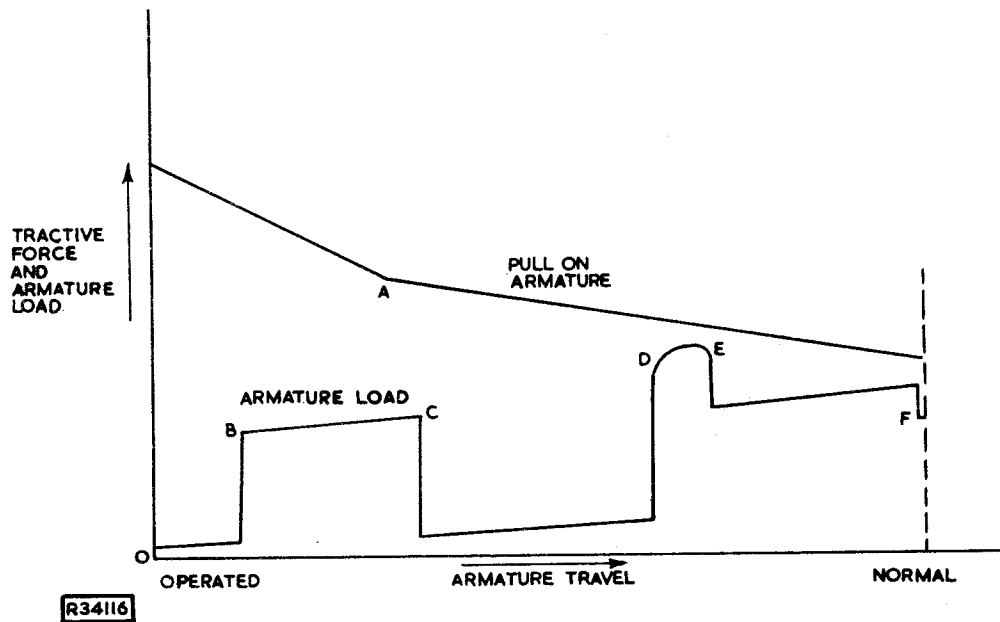 TRACTIVE
FORCE
AND
ARMATURE
LOAD.
PULL ON
ARMATURE
A
ARMATURE LOAD
B
C
D
E
F
O
OPERATED
ARMATURE TRAVEL
NORMAL
R34116